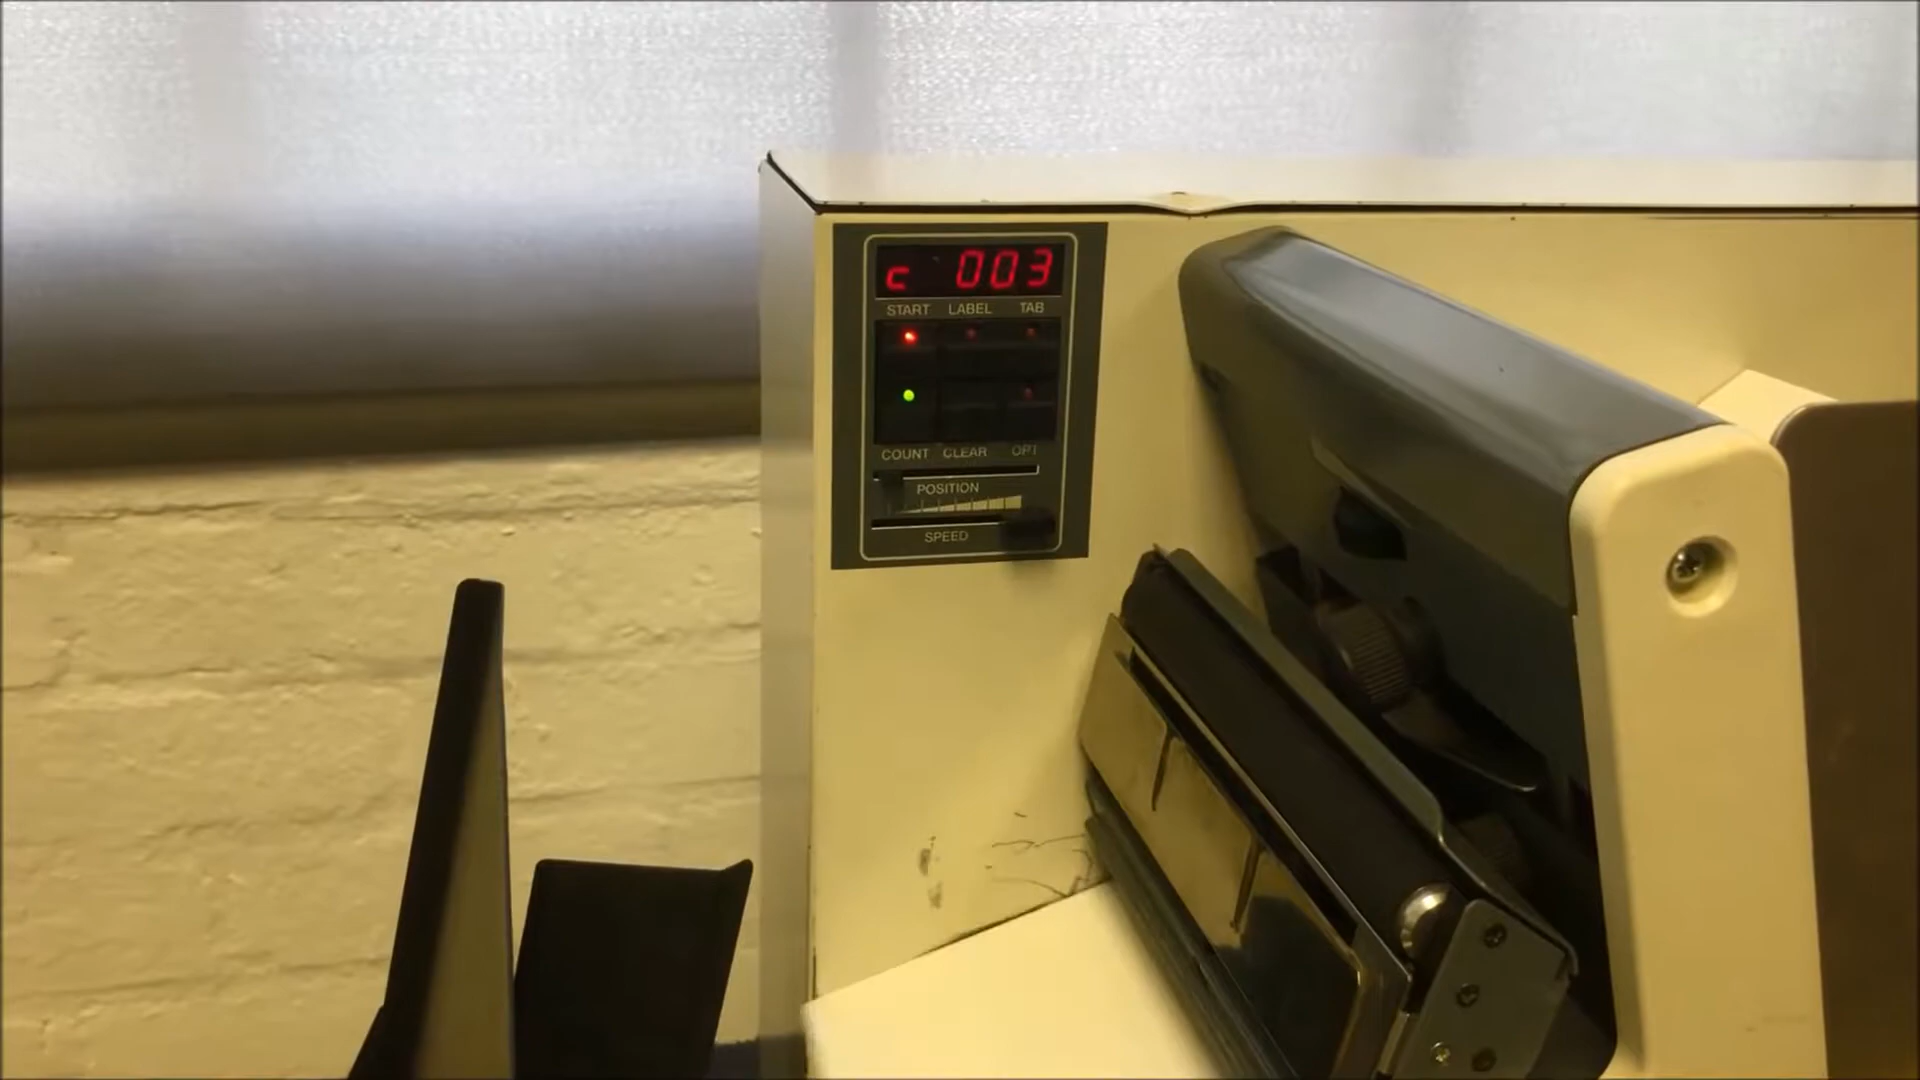 c 003
START LABEL TAB
COUNT CLEAR OPT
POSITION
SPEED